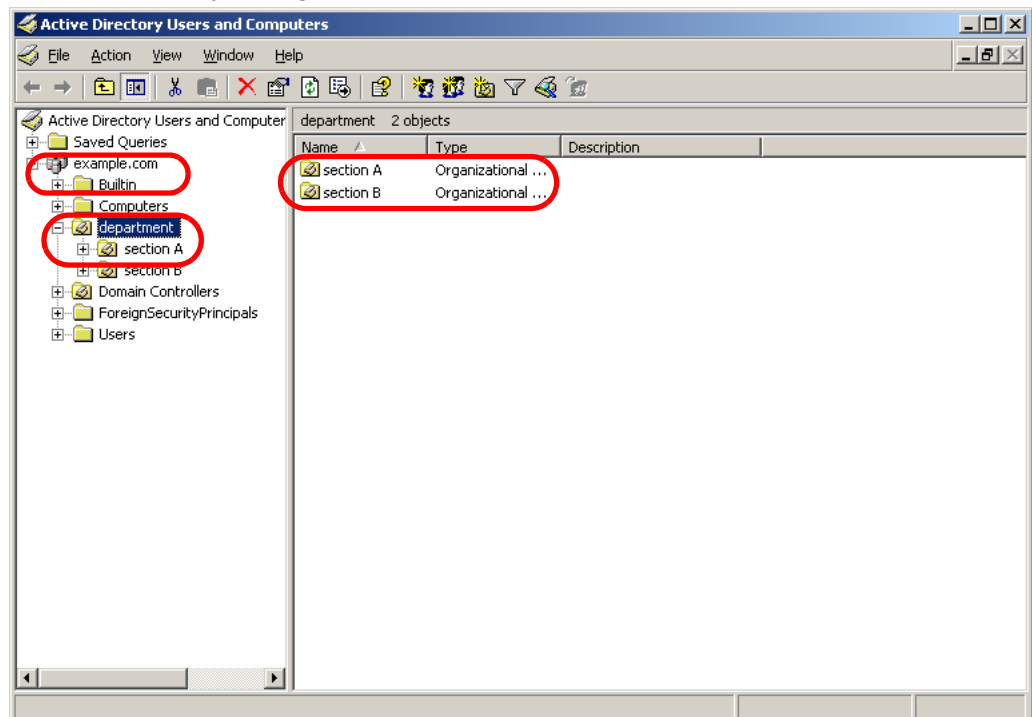 Active Directory Users and Computers
File Action View Window Help
Active Directory Users and Computer
department 2 objects
Saved Queries
Name Type Description
example.com
section A Organizational ...
Builtin
section B Organizational ...
Computers
department
section A
section B
Domain Controllers
ForeignSecurityPrincipals
Users